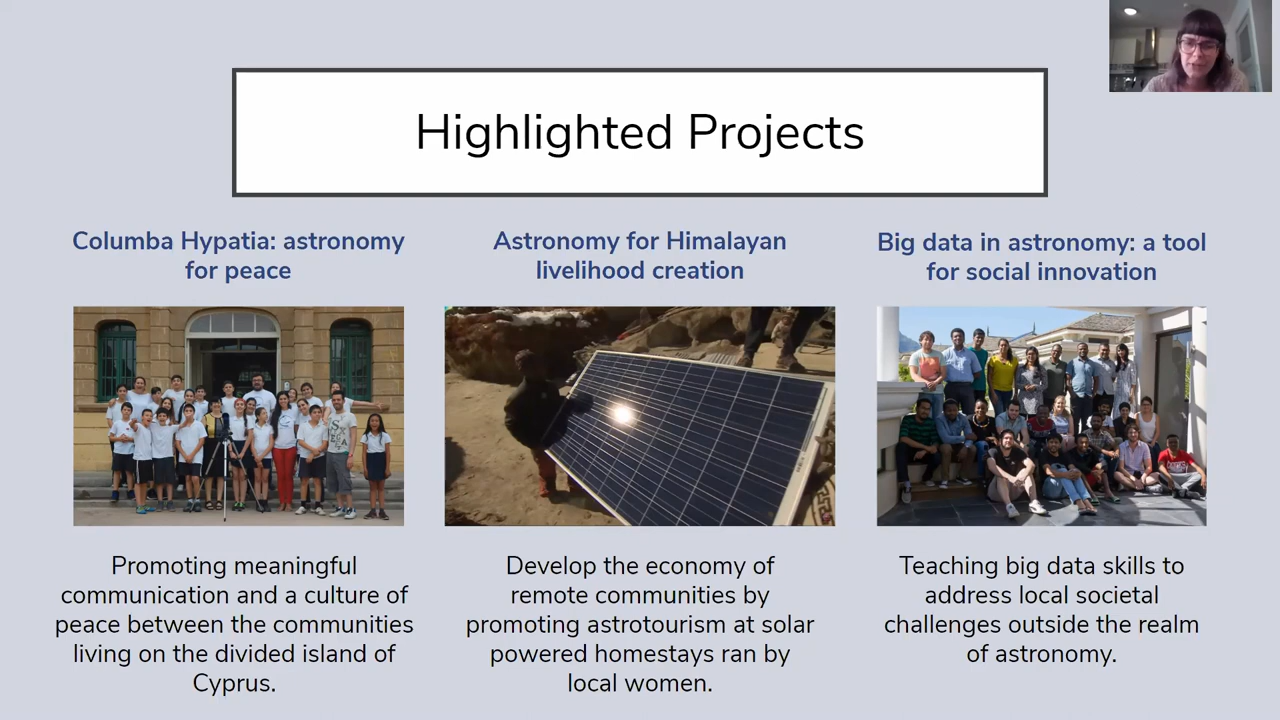 Highlighted Projects
Columba Hypatia: astronomy
for peace
Promoting meaningful
communication and a culture of
peace between the communities
living on the divided island of
Cyprus.
Astronomy for Himalayan
livelihood creation
Develop the economy of
remote communities by
promoting astrotourism at solar
powered homestays ran by
local women.
Big data in astronomy: a tool
for social innovation
Teaching big data skills to
address local societal
challenges outside the realm
of astronomy.